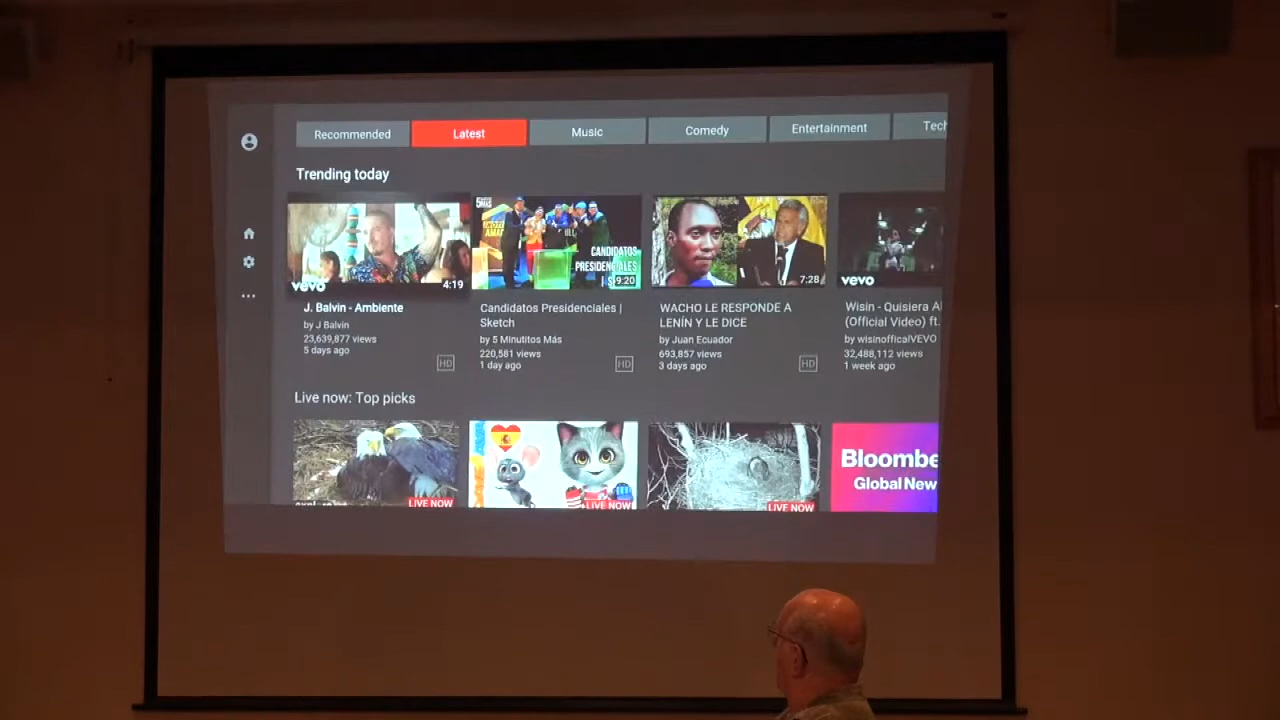 Recommended
Latest
Music
Comedy
Entertainment
Tech
Trending today
vevo
4:19
CANDIDATOS
PRESIDENCIALES
9:20
7:28
vevo
J. Balvin - Ambiente
by J Balvin
23,639,877 views
5 days ago
HD
Candidatos Presidenciales |
Sketch
by 5 Minutitos Más
220,581 views
1 day ago
HD
WACHO LE RESPONDE A
LENÍN Y LE DICE
by Juan Ecuador
693,857 views
3 days ago
HD
Wisin - Quisiera Al
(Official Video) ft.
by wisinofficalVEVO
32,488,112 views
1 week ago
Live now: Top picks
LIVE NOW
LIVE NOW
LIVE NOW
Bloombe
Global New